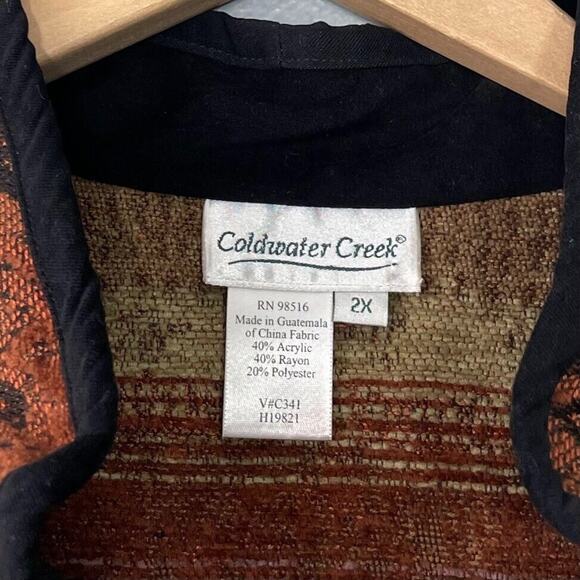 Coldwater Creek®
2X
RN 98516
Made in Guatemala
of China Fabric
40% Acrylic
40% Rayon
20% Polyester
V#C341
H19821